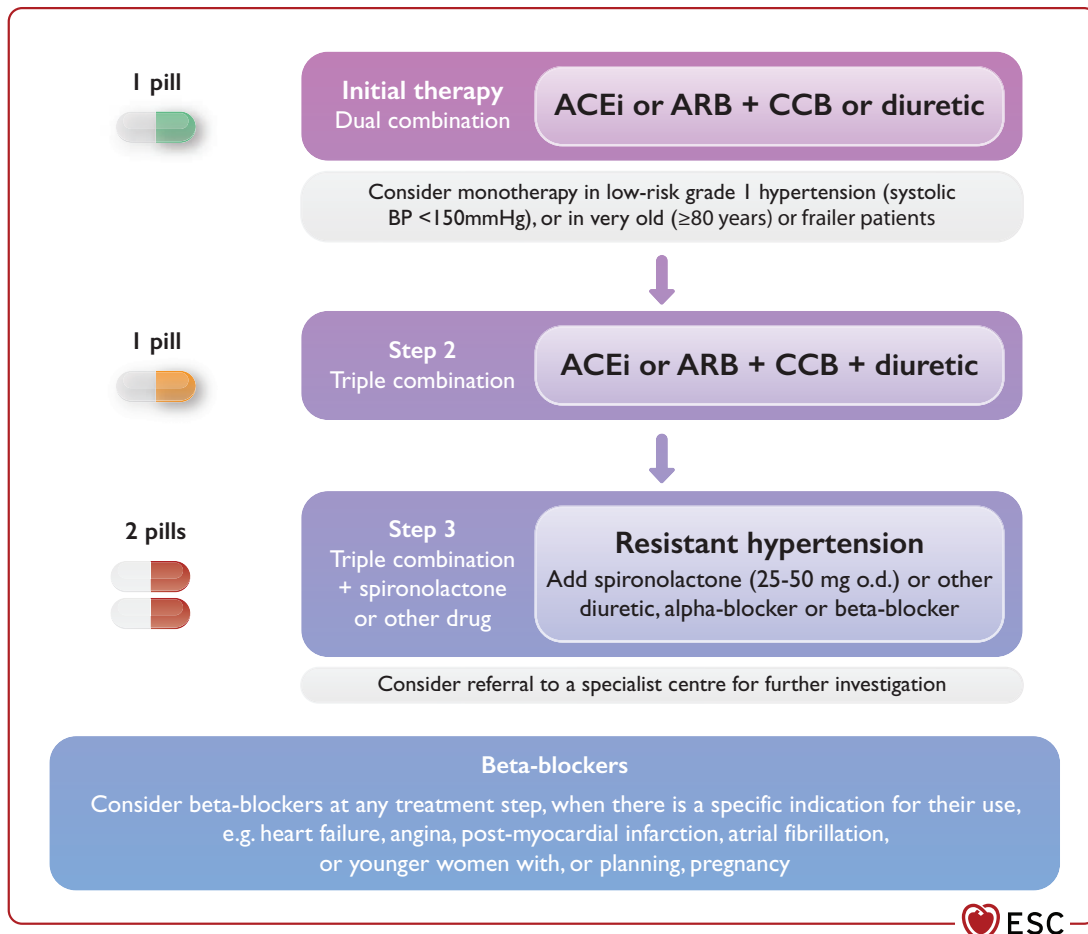 1 pill
Initial therapy
Dual combination
ACEi or ARB + CCB or diuretic
Consider monotherapy in low-risk grade 1 hypertension (systolic
BP <150mmHg), or in very old (≥80 years) or frailer patients
1 pill
Step 2
Triple combination
ACEi or ARB + CCB + diuretic
2 pills
Step 3
Triple combination
+ spironolactone
or other drug
Resistant hypertension
Add spironolactone (25-50 mg o.d.) or other
diuretic, alpha-blocker or beta-blocker
Consider referral to a specialist centre for further investigation
Beta-blockers
Consider beta-blockers at any treatment step, when there is a specific indication for their use,
e.g. heart failure, angina, post-myocardial infarction, atrial fibrillation,
or younger women with, or planning, pregnancy
ESC